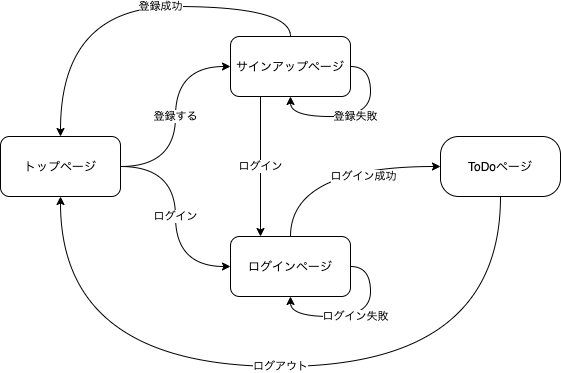 登録成功
サインアップページ
登録する
登録失敗
トップページ
ログイン
ログイン成功
ToDoページ
ログイン
ログインページ
ログイン失敗
ログアウト